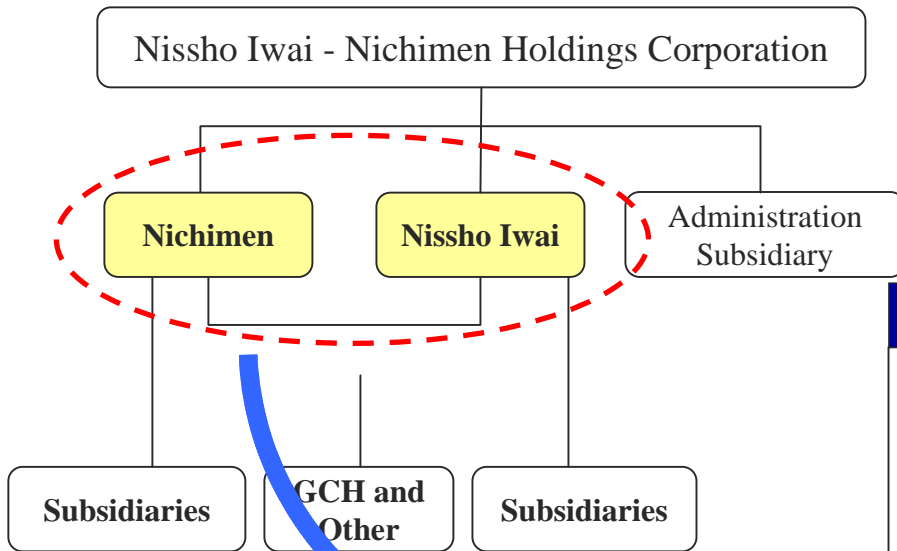 Nissho Iwai - Nichimen Holdings Corporation
Nichimen
Nissho Iwai
Administration
Subsidiary
Subsidiaries
GCH and
Other
Subsidiaries